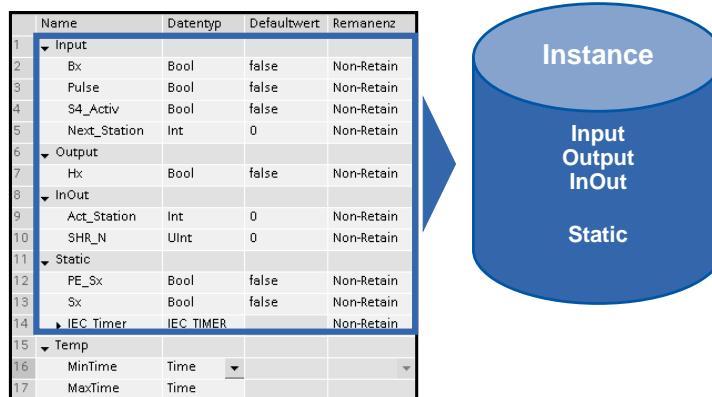 Name Datentyp Defaultwert Remanenz
1 Input
2 Bx Bool false Non-Retain
3 Pulse Bool false Non-Retain
4 S4_Activ Bool false Non-Retain
5 Next_Station Int 0 Non-Retain
6 Output
7 Hx Bool false Non-Retain
8 InOut
9 Act_Station Int 0 Non-Retain
10 SHR_N UInt 0 Non-Retain
11 Static
12 PE_Sx Bool false Non-Retain
13 Sx Bool false Non-Retain
14 IEC Timer IEC_TIMER Non-Retain
15 Temp
16 MinTime Time
17 MaxTime Time
Instance
Input
Output
InOut
Static